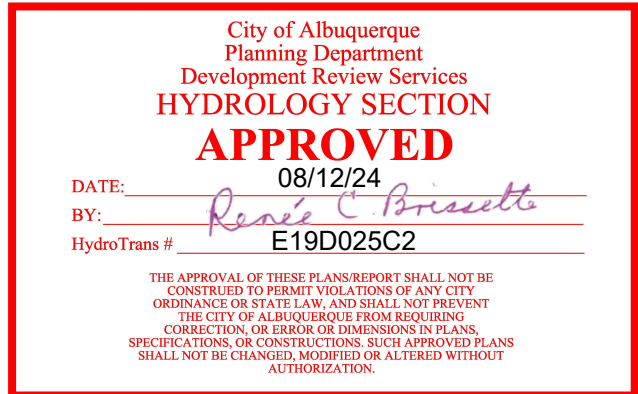 City of Albuquerque
Planning Department
Development Review Services
HYDROLOGY SECTION
APPROVED
DATE: 08/12/24
BY: Renée C. Brissette
HydroTrans # E19D025C2
THE APPROVAL OF THESE PLANS/REPORT SHALL NOT BE
CONSTRUED TO PERMIT VIOLATIONS OF ANY CITY
ORDINANCE OR STATE LAW, AND SHALL NOT PREVENT
THE CITY OF ALBUQUERQUE FROM REQUIRING
CORRECTION, OR ERROR OR DIMENSIONS IN PLANS,
SPECIFICATIONS, OR CONSTRUCTIONS. SUCH APPROVED PLANS
SHALL NOT BE CHANGED, MODIFIED OR ALTERED WITHOUT
AUTHORIZATION.